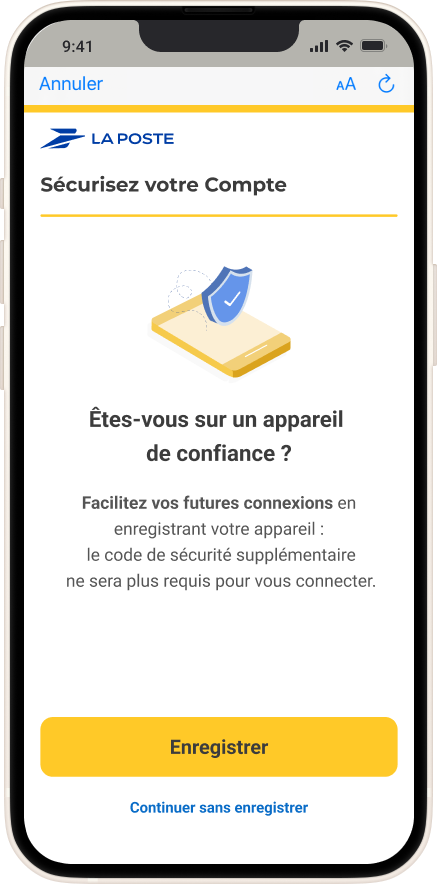 9:41
Annuler
AA
LA POSTE
Sécurisez votre Compte
Êtes-vous sur un appareil
de confiance ?
Facilitez vos futures connexions en
enregistrant votre appareil :
le code de sécurité supplémentaire
ne sera plus requis pour vous connecter.
Enregistrer
Continuer sans enregistrer